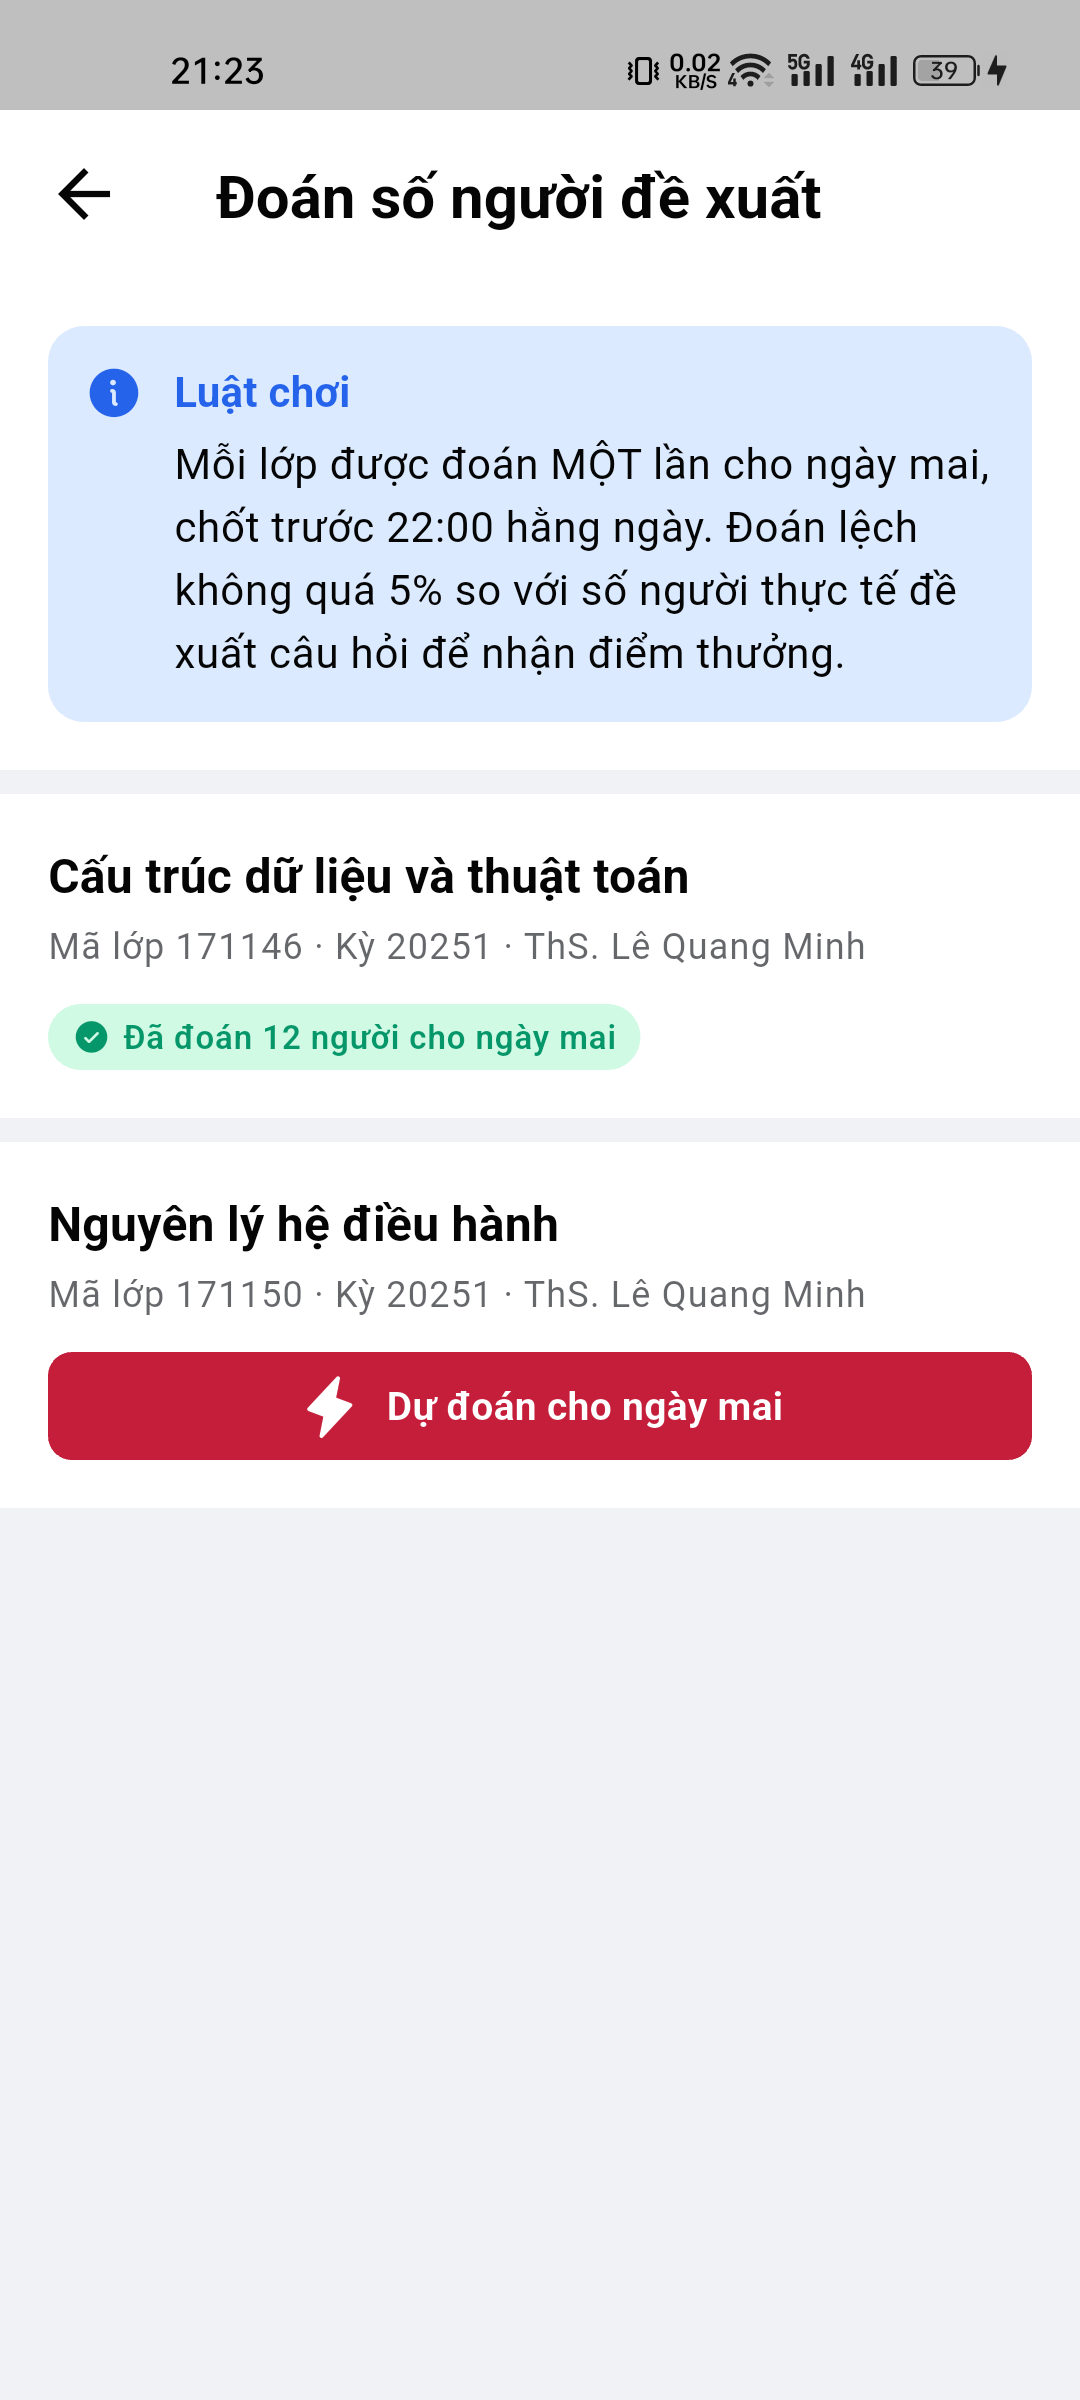 21:23
0.02
KB/S
4
5G
4G
39
Đoán số người đề xuất
Luật chơi
Mỗi lớp được đoán MỘT lần cho ngày mai,
chốt trước 22:00 hằng ngày. Đoán lệch
không quá 5% so với số người thực tế đề
xuất câu hỏi để nhận điểm thưởng.
Cấu trúc dữ liệu và thuật toán
Mã lớp 171146 · Kỳ 20251 · ThS. Lê Quang Minh
Đã đoán 12 người cho ngày mai
Nguyên lý hệ điều hành
Mã lớp 171150 · Kỳ 20251 · ThS. Lê Quang Minh
Dự đoán cho ngày mai